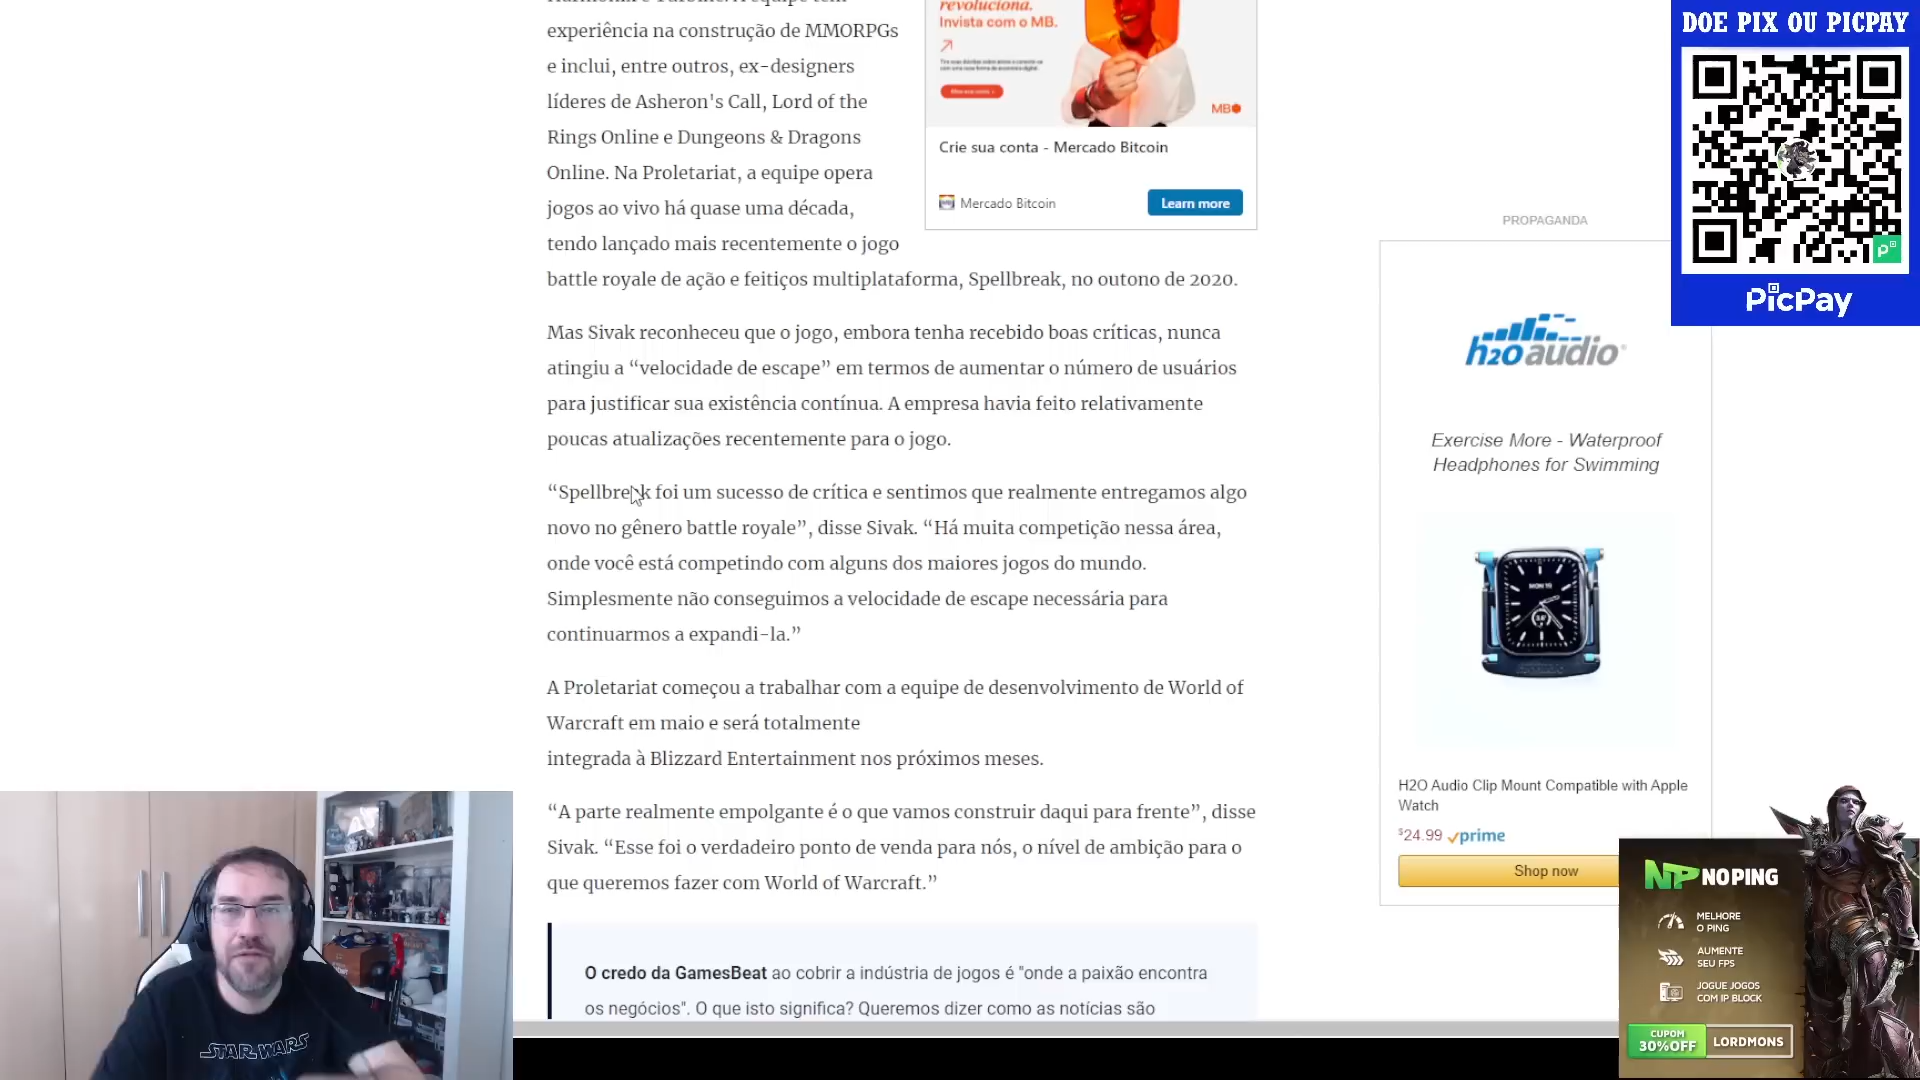 experiência na construção de MMORPGs
e inclui, entre outros, ex-designers
líderes de Asheron's Call, Lord of the
Rings Online e Dungeons & Dragons
Online. Na Proletariat, a equipe opera
jogos ao vivo há quase uma década,
tendo lançado mais recentemente o jogo
battle royale de ação e feitiços multiplataforma, Spellbreak, no outono de 2020.
Mas Sivak reconheceu que o jogo, embora tenha recebido boas críticas, nunca
atingiu a “velocidade de escape” em termos de aumentar o número de usuários
para justificar sua existência contínua. A empresa havia feito relativamente
poucas atualizações recentemente para o jogo.
“Spellbreak foi um sucesso de crítica e sentimos que realmente entregamos algo
novo no gênero battle royale”, disse Sivak. “Há muita competição nessa área,
onde você está competindo com alguns dos maiores jogos do mundo.
Simplesmente não conseguimos a velocidade de escape necessária para
continuarmos a expandi-la.”
A Proletariat começou a trabalhar com a equipe de desenvolvimento de World of
Warcraft em maio e será totalmente
integrada à Blizzard Entertainment nos próximos meses.
“A parte realmente empolgante é o que vamos construir daqui para frente”, disse
Sivak. “Esse foi o verdadeiro ponto de venda para nós, o nível de ambição para o
que queremos fazer com World of Warcraft.”
O credo da GamesBeat ao cobrir a indústria de jogos é "onde a paixão encontra
os negócios". O que isto significa? Queremos dizer como as notícias são
revoluciona.
Invista com o MB.
MB
Crie sua conta - Mercado Bitcoin
Mercado Bitcoin
Learn more
PROPAGANDA
h2oaudio
Exercise More - Waterproof
Headphones for Swimming
H2O Audio Clip Mount Compatible with Apple
Watch
$24.99 prime
Shop now
DOE PIX OU PICPAY
PicPay
NP NOPING
MELHORE
O PING
AUMENTE
SEU FPS
JOGUE JOGOS
COM IP BLOCK
CUPOM
30%OFF
LORDMONS
STAR WARS